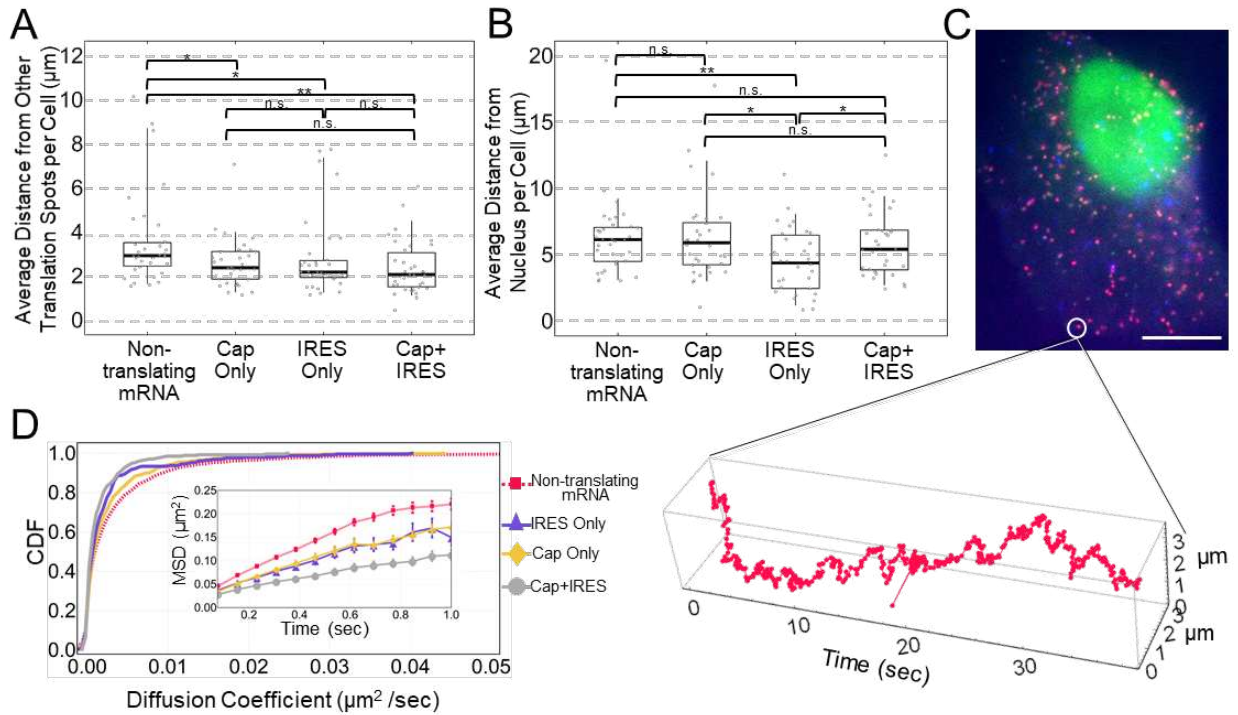 A
Average Distance from Other
Translation Spots per Cell (μm)
12
10
8
6
4
2
0
*
*
**
n.s.
n.s.
n.s.
Non-
translating
mRNA
Cap
Only
IRES
Only
Cap+
IRES
B
Average Distance from
Nucleus per Cell (μm)
20
15
10
5
0
n.s.
**
n.s.
*
*
n.s.
Non-
translating
mRNA
Cap
Only
IRES
Only
Cap+
IRES
C
0
10
20
30
Time (sec)
3
2
1
0
μm
3
2
1
0
μm
D
CDF
1.0
0.8
0.6
0.4
0.2
0.0
0.00
0.01
0.02
0.03
0.04
0.05
Diffusion Coefficient (μm² /sec)
MSD (μm²)
0.25
0.20
0.15
0.10
0.05
0.00
0.2
0.4
0.6
0.8
1.0
Time (sec)
Non-translating
mRNA
IRES Only
Cap Only
Cap+IRES